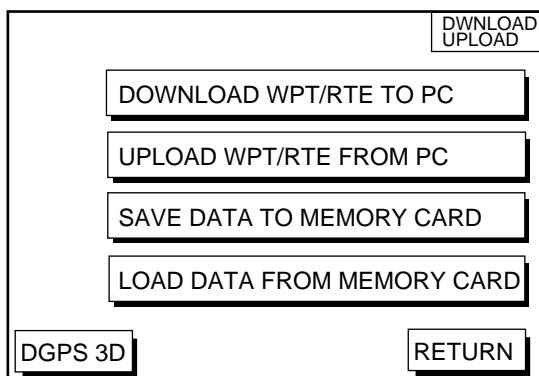 DWNLOAD
UPLOAD
DOWNLOAD WPT/RTE TO PC
UPLOAD WPT/RTE FROM PC
SAVE DATA TO MEMORY CARD
LOAD DATA FROM MEMORY CARD
DGPS 3D
RETURN